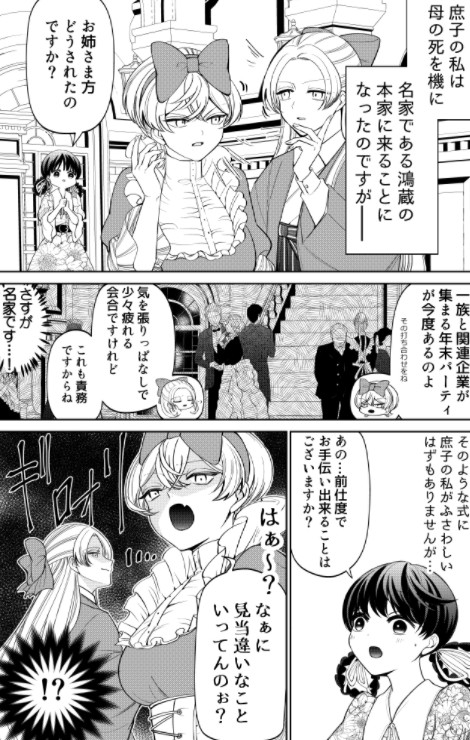 庶子の私は
母の死を機に
名家である鴻蔵の
本家に来ることに
なったのですが――
お姉さま方
どうされたの
ですか?
一族と関連企業が
集まる年末パーティ
が今度あるのよ
その打ち合わせをね
気を張りっぱなしで
少々疲れる
会合ですけれど
これも責務
ですからね
さすが
名家です…!
そのような式に
庶子の私がふさわしい
はずもありませんが…
あの…前仕度で
お手伝い出来ることは
ございますか?
はぁ〜?
なぁに
見当違いなこと
いってんのぉ?
ギロォ
!?